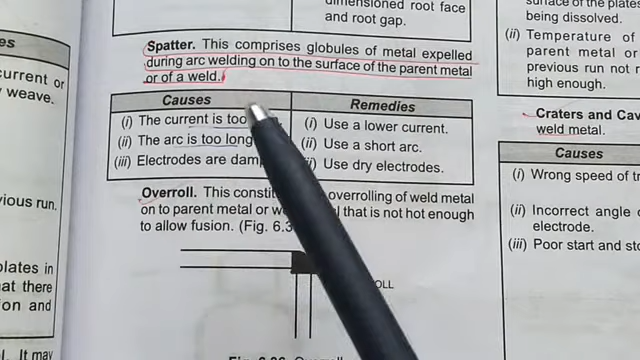 es
current or
weave.
vious run.
plates in
at there
on and
It may
dimensioned root face
and root gap.
Spatter. This comprises globules of metal expelled
during arc welding on to the surface of the parent metal
or of a weld.
Causes
Remedies
(i) The current is too
(i) Use a lower current.
(ii) The arc is too long
(ii) Use a short arc.
(iii) Electrodes are damp
Use dry electrodes.
Overroll. This constit overrolling of weld metal
on to parent metal or that is not hot enough
to allow fusion. (Fig. 6.3
OLL
surface of the plates
being dissolved.
(ii) Temperature of
parent metal or
previous run not
high enough.
Craters and Cav
weld metal.
Causes
(i) Wrong speed of tr
(ii) Incorrect angle
electrode.
(iii) Poor start and sto